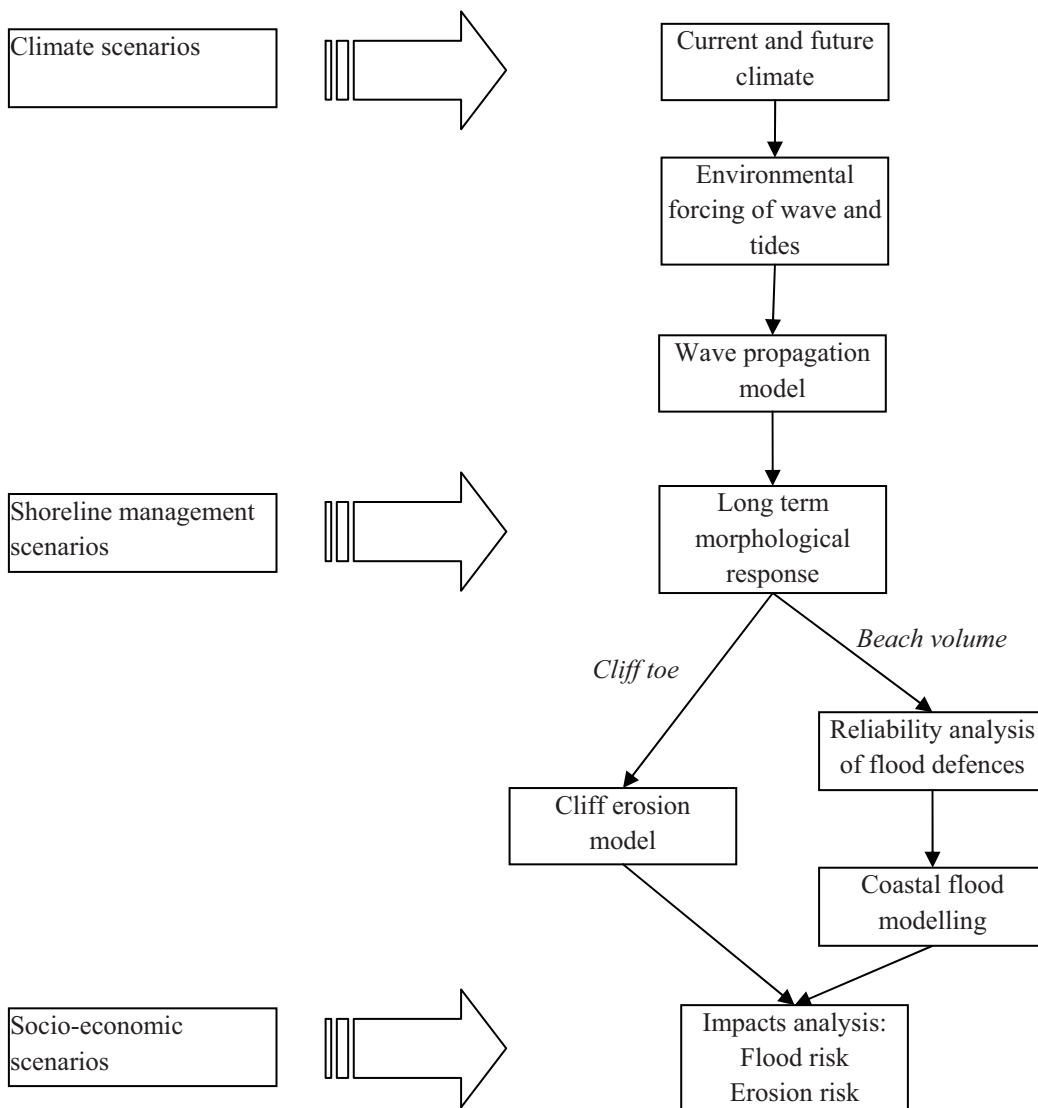 Climate scenarios
Current and future
climate
Environmental
forcing of wave and
tides
Wave propagation
model
Shoreline management
scenarios
Long term
morphological
response
Beach volume
Cliff toe
Reliability analysis
of flood defences
Cliff erosion
model
Coastal flood
modelling
Socio-economic
scenarios
Impacts analysis:
Flood risk
Erosion risk